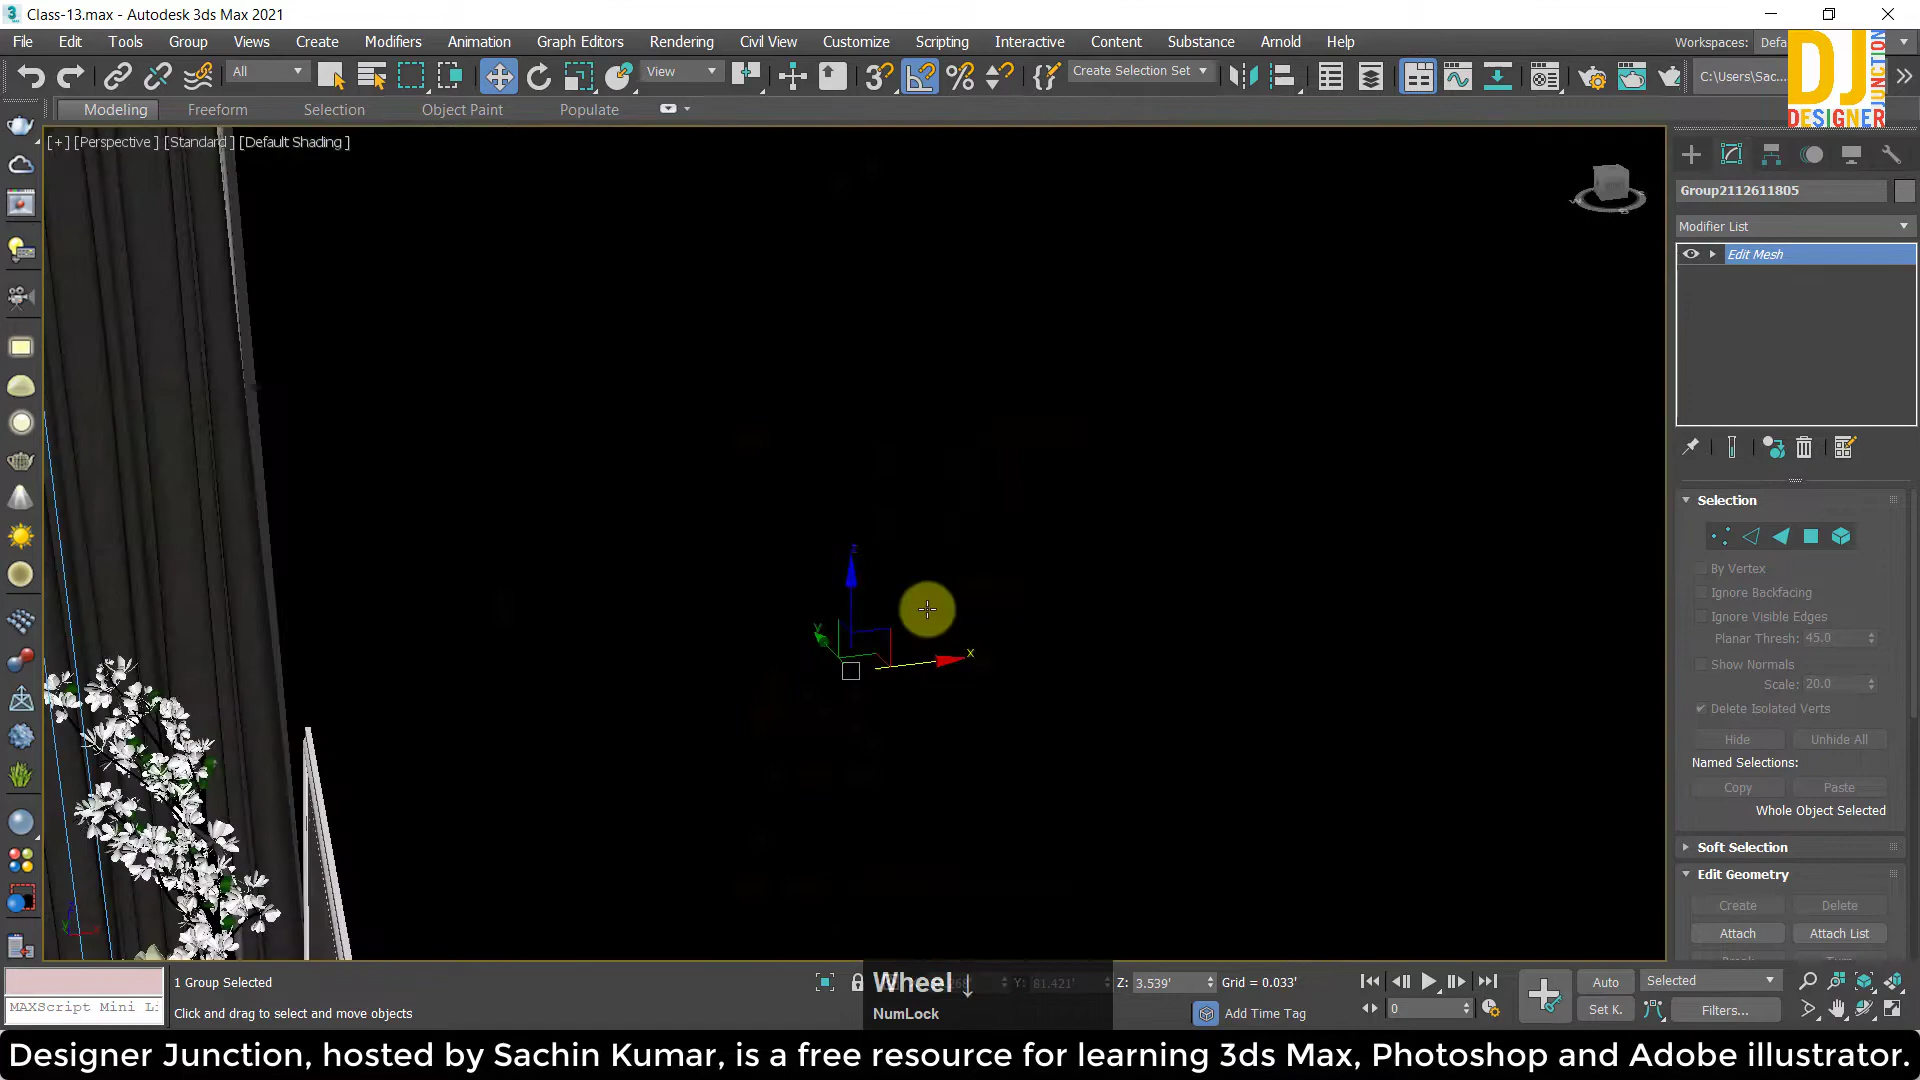 Class-13.max - Autodesk 3ds Max 2021
File Edit Tools Group Views Create Modifiers Animation Graph Editors Rendering Civil View Customize Scripting Interactive Content Substance Arnold Help Workspaces:
All View Create Selection Set C:\Users\Sac...
DJ JUNCTION DESIGNER
Modeling Freeform Selection Object Paint Populate
[+] [Perspective ] [Standard ] [Default Shading ]
Group2112611805
Modifier List
Edit Mesh
Selection
By Vertex
Ignore Backfacing
Ignore Visible Edges
Planar Thresh: 45.0
Show Normals
Scale: 20.0
Delete Isolated Verts
Hide Unhide All
Named Selections:
Copy Paste
Whole Object Selected
Soft Selection
Edit Geometry
Create Delete
Attach Attach List
z
y
x
1 Group Selected
Wheel ↓
Y: 61.421' Z: 3.539' Grid = 0.033'
Auto Selected
MAXScript Mini Li
Click and drag to select and move objects
NumLock
Add Time Tag
0
Set K. Filters...
Designer Junction, hosted by Sachin Kumar, is a free resource for learning 3ds Max, Photoshop and Adobe illustrator.